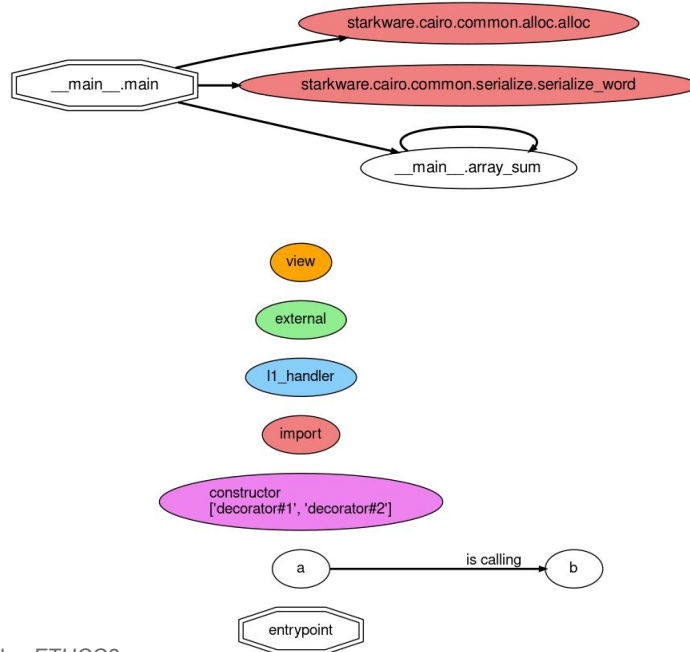 starkware.cairo.common.alloc.alloc
__main__.main
starkware.cairo.common.serialize.serialize_word
__main__.array_sum
view
external
l1_handler
import
constructor
['decorator#1', 'decorator#2']
a
is calling
b
entrypoint